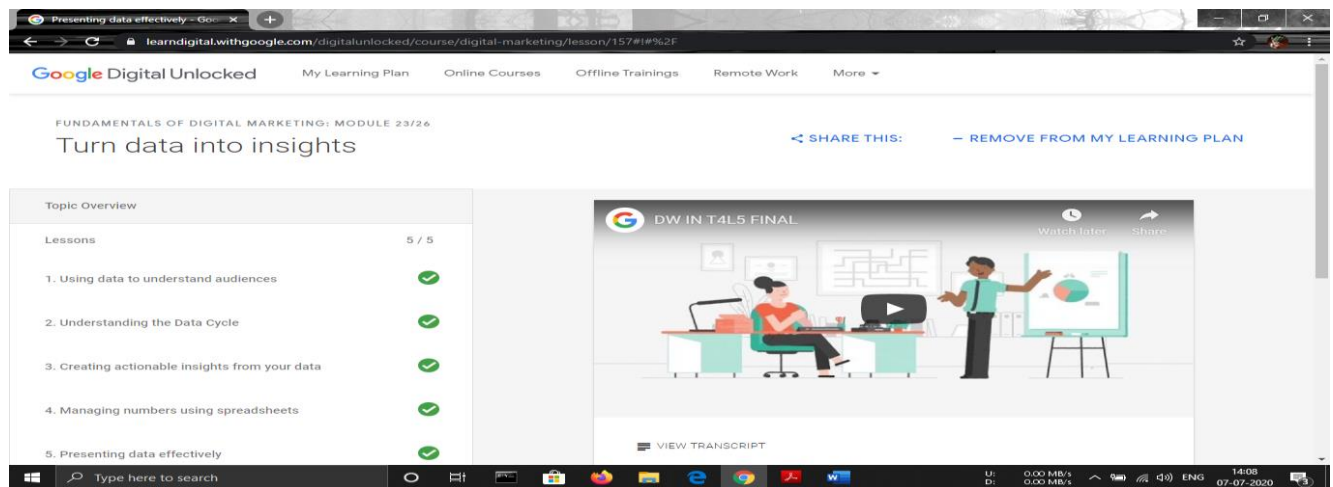 Presenting data effectively - Goo
learndigital.withgoogle.com/digitalunlocked/course/digital-marketing/lesson/157#!#%2F
Google Digital Unlocked My Learning Plan Online Courses Offline Trainings Remote Work More
FUNDAMENTALS OF DIGITAL MARKETING: MODULE 23/26
Turn data into insights
SHARE THIS:
REMOVE FROM MY LEARNING PLAN
Topic Overview
Lessons 5 / 5
1. Using data to understand audiences
2. Understanding the Data Cycle
3. Creating actionable insights from your data
4. Managing numbers using spreadsheets
5. Presenting data effectively
G DW IN T4L5 FINAL
Watch later Share
VIEW TRANSCRIPT
Type here to search
U: 0.00 MB/s
D: 0.00 MB/s
ENG
14:08
07-07-2020
3